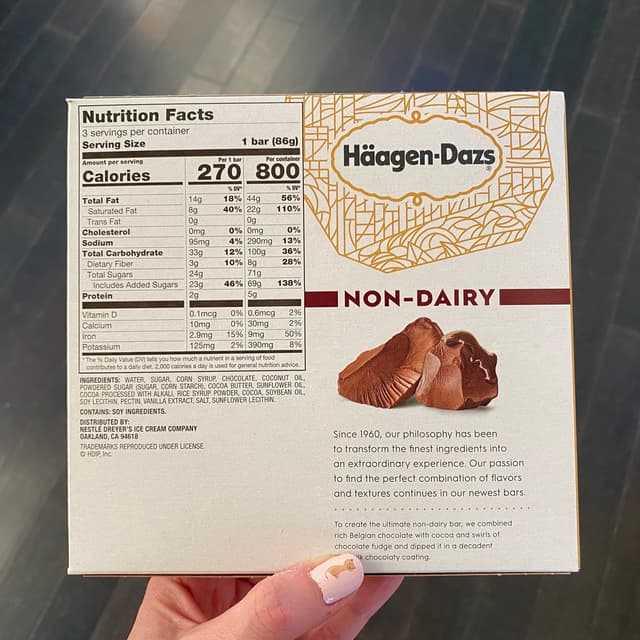 Nutrition Facts
3 servings per container
Serving Size 1 bar (86g)
Amount per serving Per 1 bar Per container
Calories 270 800
% DV* % DV*
Total Fat 14g 18% 44g 56%
Saturated Fat 8g 40% 22g 110%
Trans Fat 0g 0g
Cholesterol 0mg 0% 0mg 0%
Sodium 95mg 4% 290mg 13%
Total Carbohydrate 33g 12% 100g 36%
Dietary Fiber 3g 10% 8g 28%
Total Sugars 24g 71g
Includes Added Sugars 23g 46% 69g 138%
Protein 2g 5g
Vitamin D 0.1mcg 0% 0.6mcg 2%
Calcium 10mg 0% 30mg 2%
Iron 2.9mg 15% 9mg 50%
Potassium 125mg 2% 390mg 8%
* The % Daily Value (DV) tells you how much a nutrient in a serving of food
contributes to a daily diet. 2,000 calories a day is used for general nutrition advice.
INGREDIENTS: WATER, SUGAR, CORN SYRUP, CHOCOLATE, COCONUT OIL,
POWDERED SUGAR (SUGAR, CORN STARCH), COCOA BUTTER, SUNFLOWER OIL,
COCOA PROCESSED WITH ALKALI, RICE SYRUP POWDER, COCOA, SOYBEAN OIL,
SOY LECITHIN, PECTIN, VANILLA EXTRACT, SALT, SUNFLOWER LECITHIN.
CONTAINS: SOY INGREDIENTS.
DISTRIBUTED BY:
NESTLÉ DREYER'S ICE CREAM COMPANY
OAKLAND, CA 94618
TRADEMARKS REPRODUCED UNDER LICENSE.
© HDIP, Inc.
Häagen-Dazs®
NON-DAIRY
Since 1960, our philosophy has been
to transform the finest ingredients into
an extraordinary experience. Our passion
to find the perfect combination of flavors
and textures continues in our newest bars.
To create the ultimate non-dairy bar, we combined
rich Belgian chocolate with cocoa and swirls of
chocolate fudge and dipped it in a decadent
chocolaty coating.